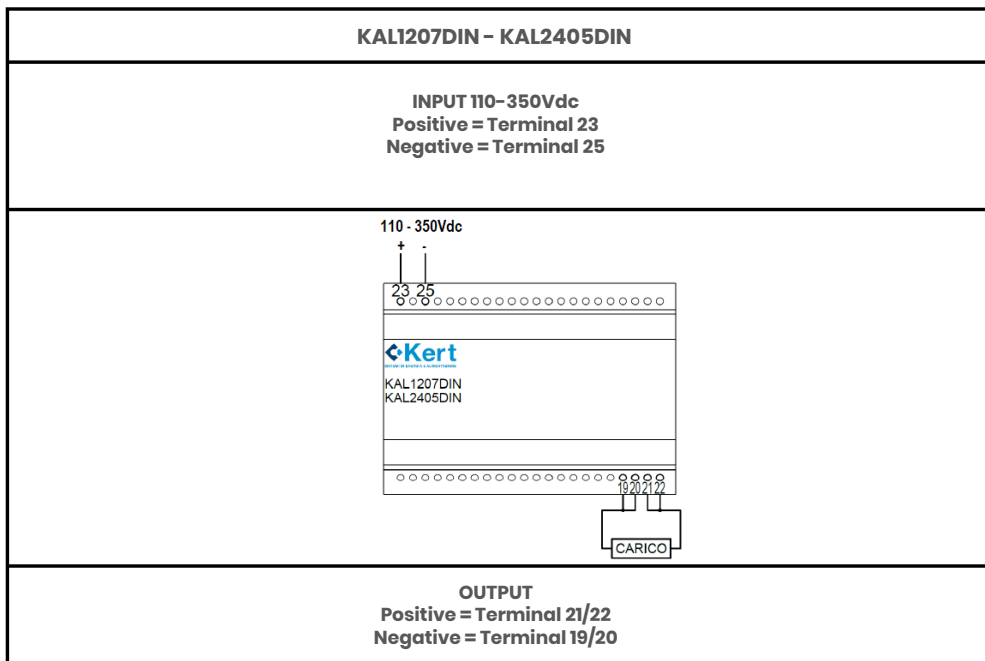 KAL1207DIN - KAL2405DIN
INPUT 110-350Vdc
Positive = Terminal 23
Negative = Terminal 25
110 - 350Vdc
+ -
23 25
Kert
KAL1207DIN
KAL2405DIN
19 20 21 22
CARICO
OUTPUT
Positive = Terminal 21/22
Negative = Terminal 19/20